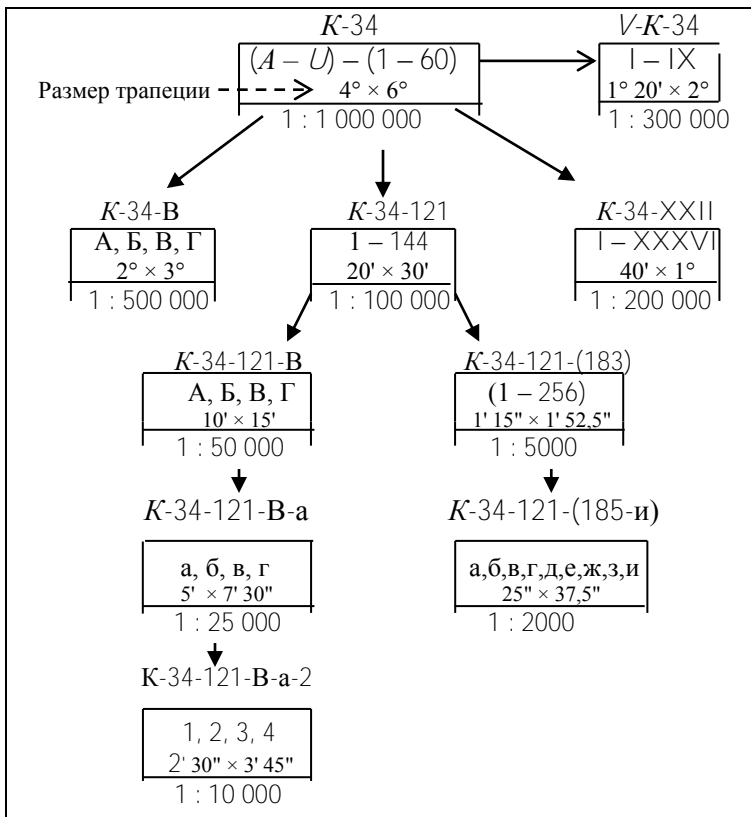 К-34
V-К-34
(А – U) – (1 – 60)
I – IX
Размер трапеции
4° × 6°
1° 20' × 2°
1 : 1 000 000
1 : 300 000
К-34-В
К-34-121
К-34-XXII
А, Б, В, Г
1 – 144
I – XXXVI
2° × 3°
20' × 30'
40' × 1°
1 : 500 000
1 : 100 000
1 : 200 000
К-34-121-В
К-34-121-(183)
А, Б, В, Г
(1 – 256)
10' × 15'
1' 15" × 1' 52,5"
1 : 50 000
1 : 5000
К-34-121-В-а
К-34-121-(185-и)
а, б, в, г
а,б,в,г,д,е,ж,з,и
5' × 7' 30"
25" × 37,5"
1 : 25 000
1 : 2000
К-34-121-В-а-2
1, 2, 3, 4
2' 30" × 3' 45"
1 : 10 000